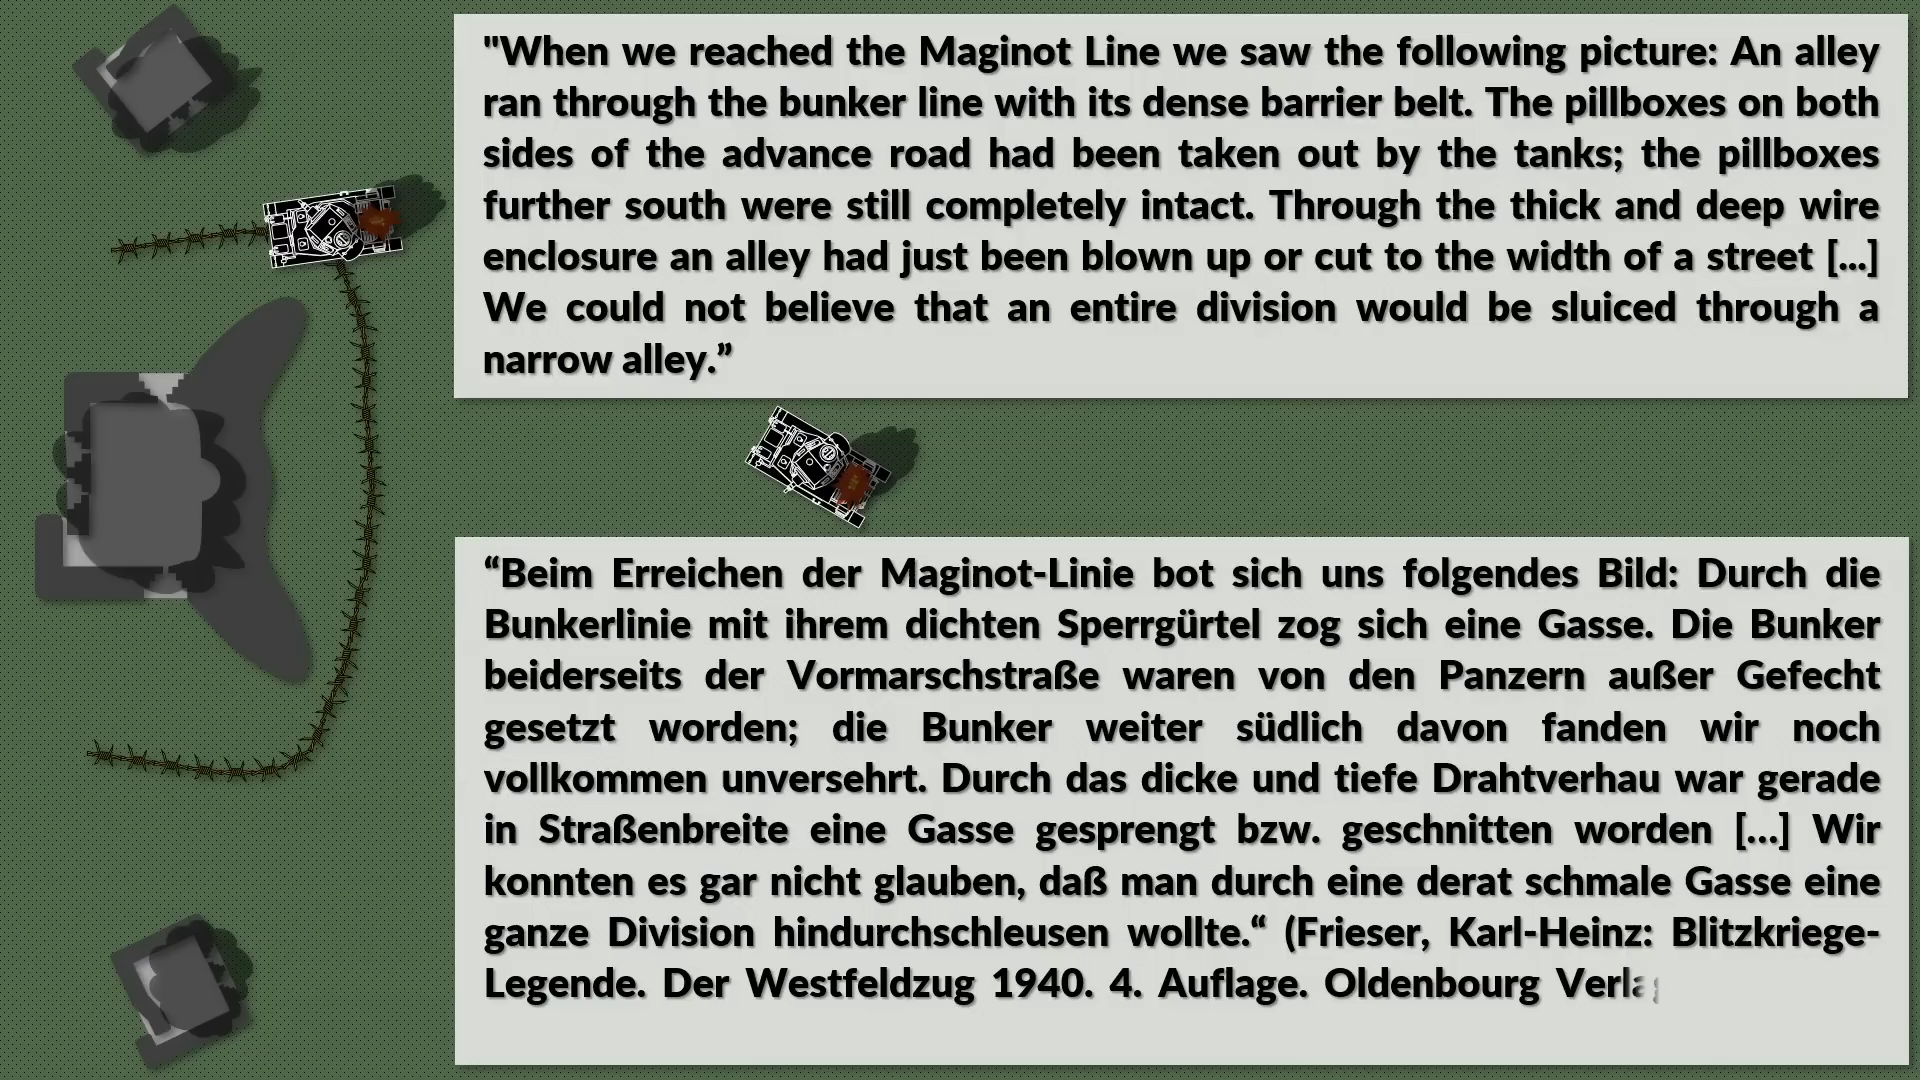 "When we reached the Maginot Line we saw the following picture: An alley
ran through the bunker line with its dense barrier belt. The pillboxes on both
sides of the advance road had been taken out by the tanks; the pillboxes
further south were still completely intact. Through the thick and deep wire
enclosure an alley had just been blown up or cut to the width of a street [...]
We could not believe that an entire division would be sluiced through a
narrow alley.”
“Beim Erreichen der Maginot-Linie bot sich uns folgendes Bild: Durch die
Bunkerlinie mit ihrem dichten Sperrgürtel zog sich eine Gasse. Die Bunker
beiderseits der Vormarschstraße waren von den Panzern außer Gefecht
gesetzt worden; die Bunker weiter südlich davon fanden wir noch
vollkommen unversehrt. Durch das dicke und tiefe Drahtverhau war gerade
in Straßenbreite eine Gasse gesprengt bzw. geschnitten worden [...] Wir
konnten es gar nicht glauben, daß man durch eine derat schmale Gasse eine
ganze Division hindurchschleusen wollte.“ (Frieser, Karl-Heinz: Blitzkriege-
Legende. Der Westfeldzug 1940. 4. Auflage. Oldenbourg